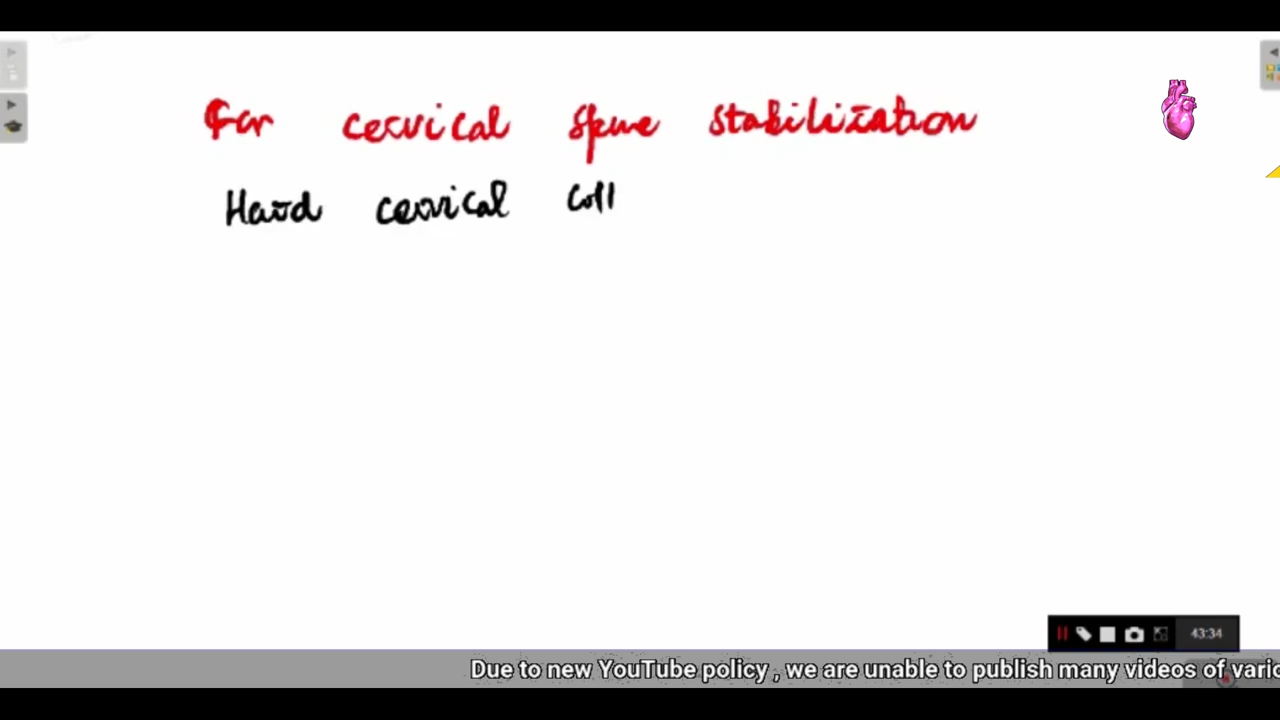 For cervical spine stabilization
Hard cervical coll
43:34
Due to new YouTube policy , we are unable to publish many videos of vario